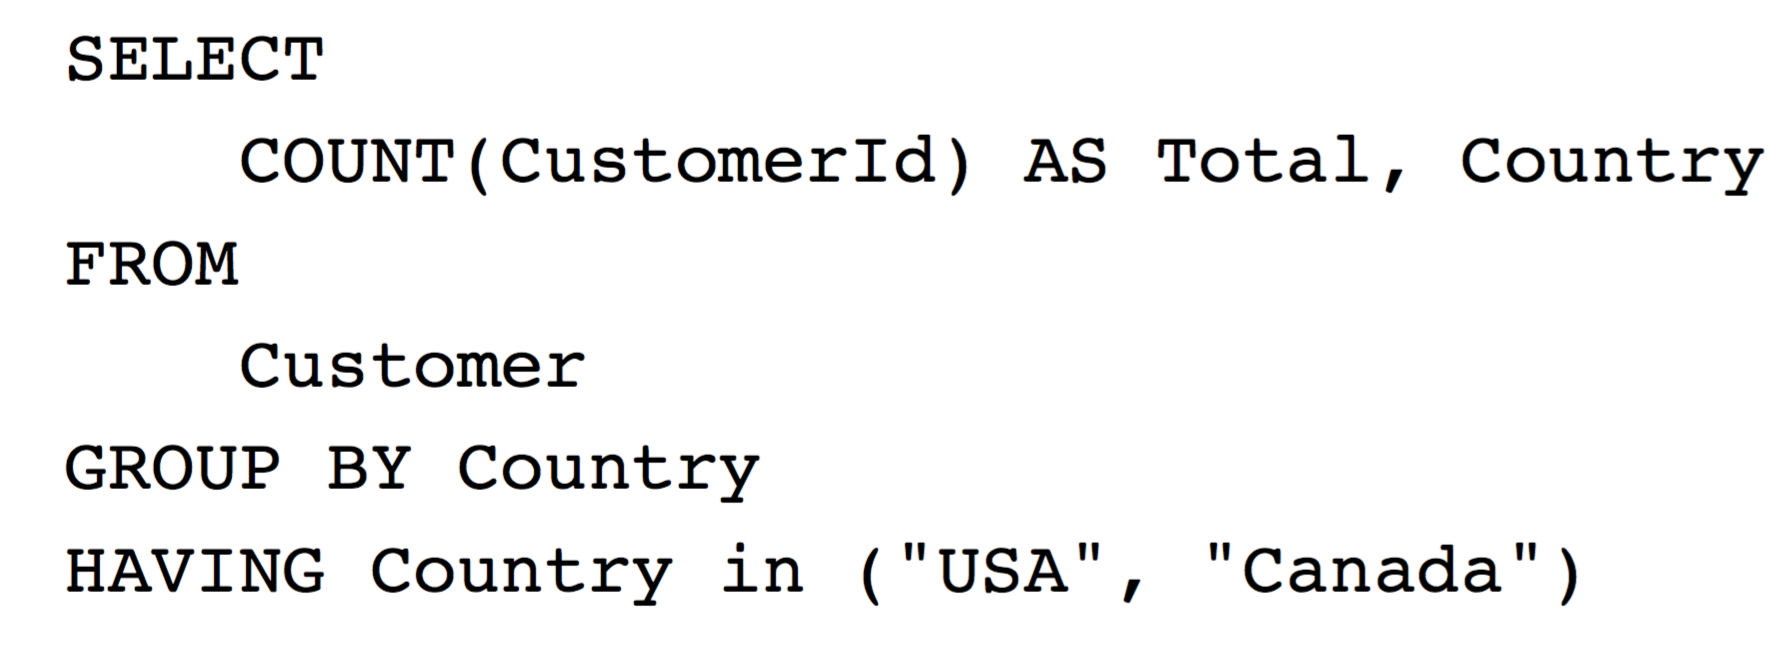 SELECT
COUNT(CustomerId) AS Total, Country
FROM
Customer
GROUP BY Country
HAVING Country in ("USA", "Canada")